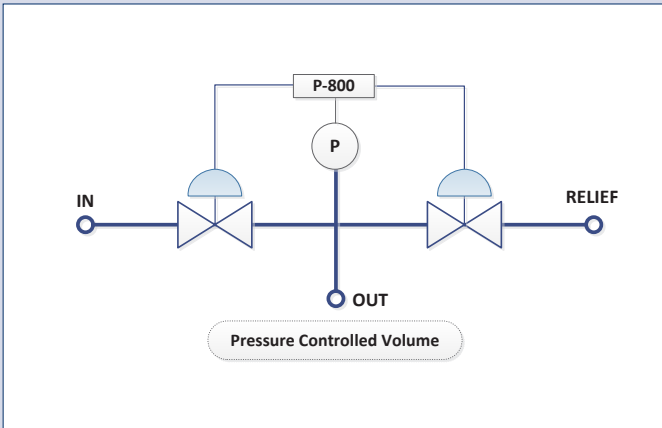 P-800
P
IN
RELIEF
OUT
Pressure Controlled Volume